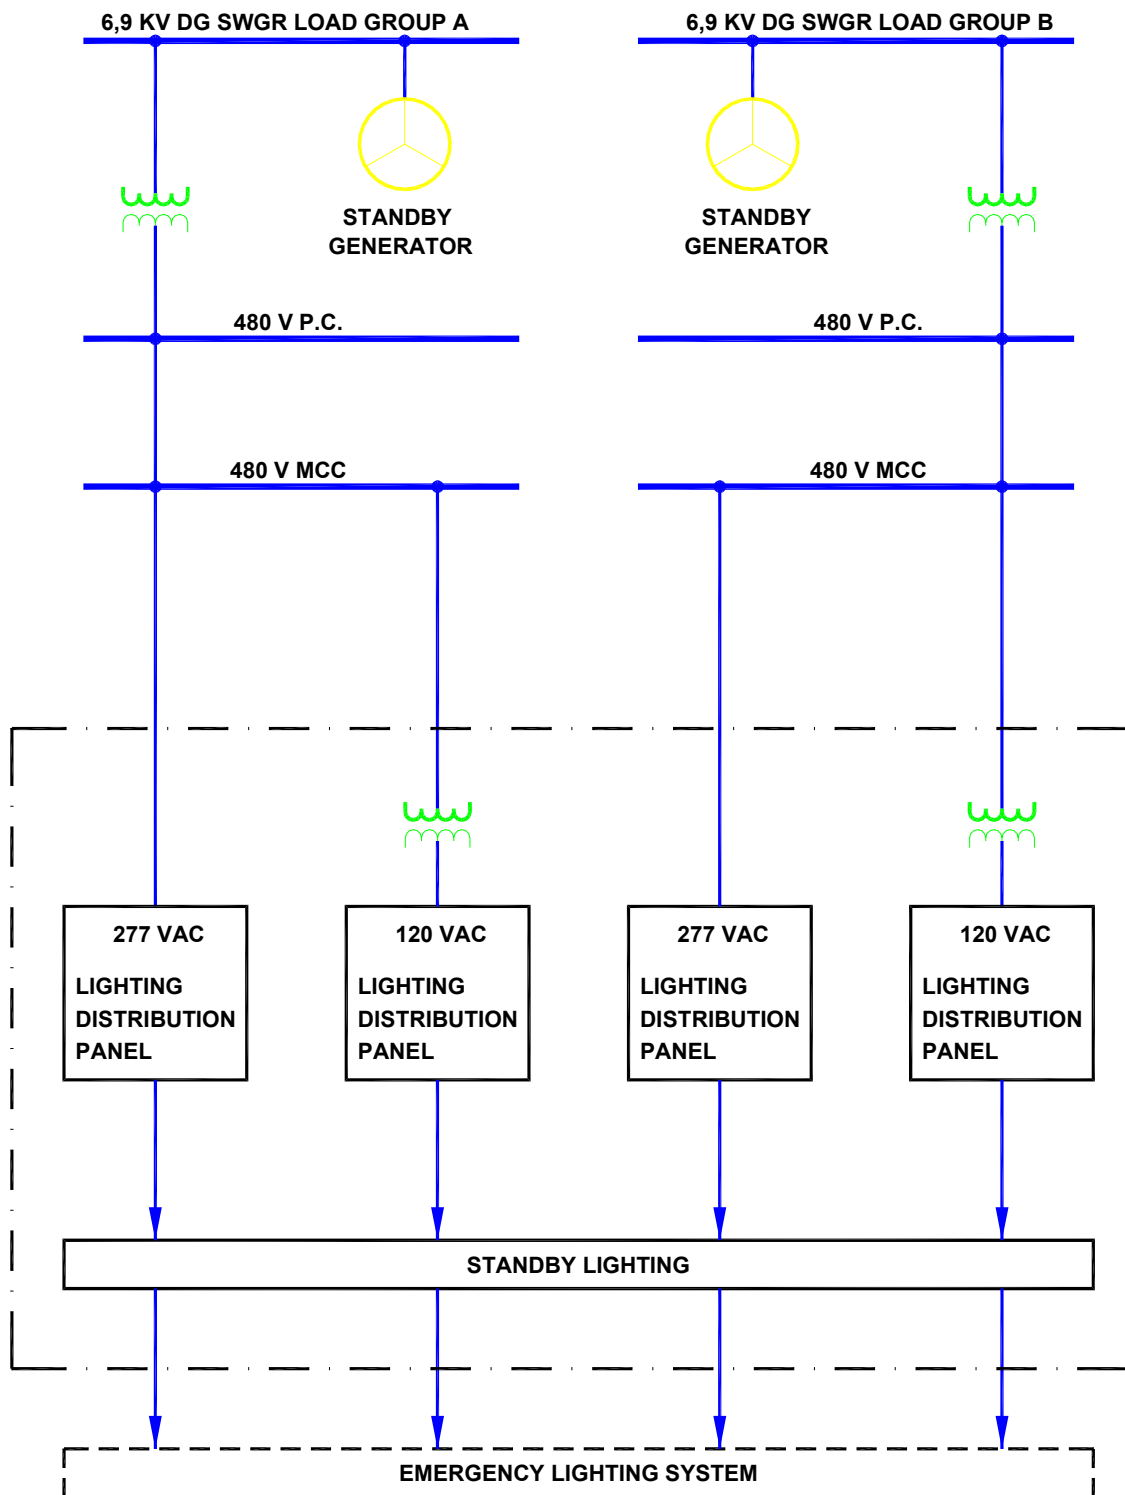 6,9 KV DG SWGR LOAD GROUP A
6,9 KV DG SWGR LOAD GROUP B
STANDBY
GENERATOR
STANDBY
GENERATOR
480 V P.C.
480 V P.C.
480 V MCC
480 V MCC
277 VAC
LIGHTING
DISTRIBUTION
PANEL
120 VAC
LIGHTING
DISTRIBUTION
PANEL
277 VAC
LIGHTING
DISTRIBUTION
PANEL
120 VAC
LIGHTING
DISTRIBUTION
PANEL
STANDBY LIGHTING
EMERGENCY LIGHTING SYSTEM